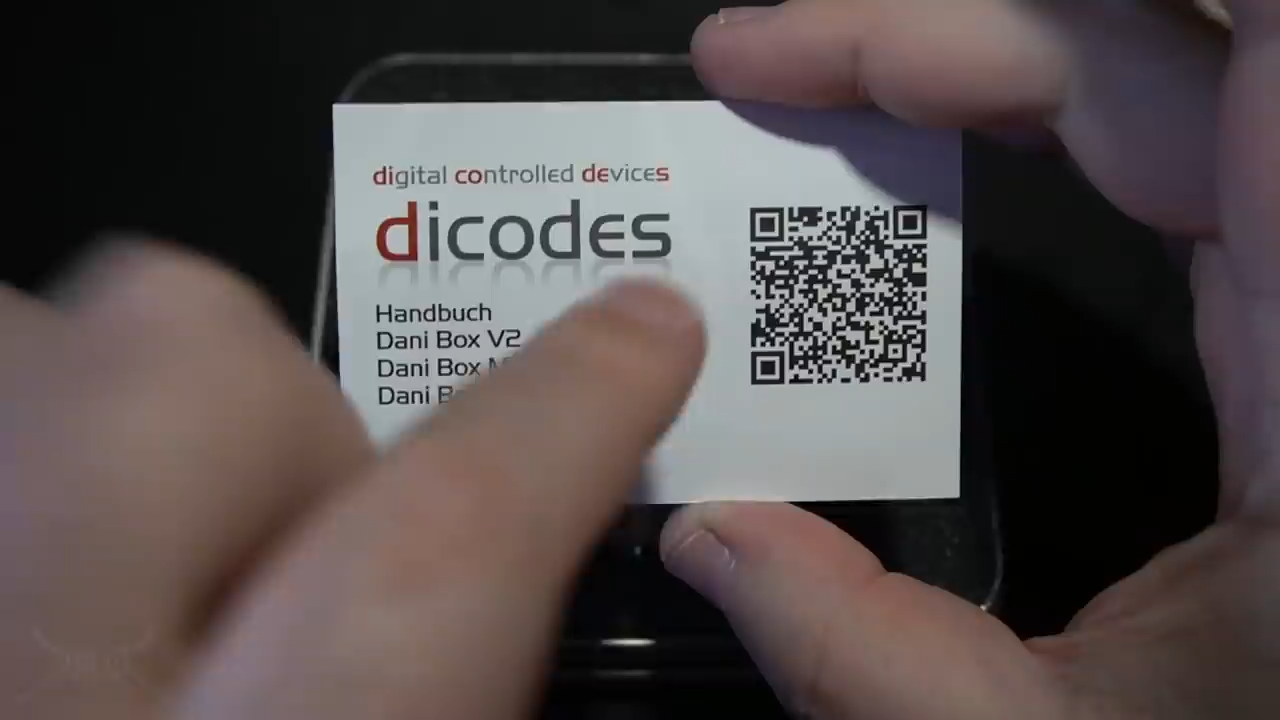 digital controlled devices
dicodes
Handbuch
Dani Box V2
Dani Box
Dani